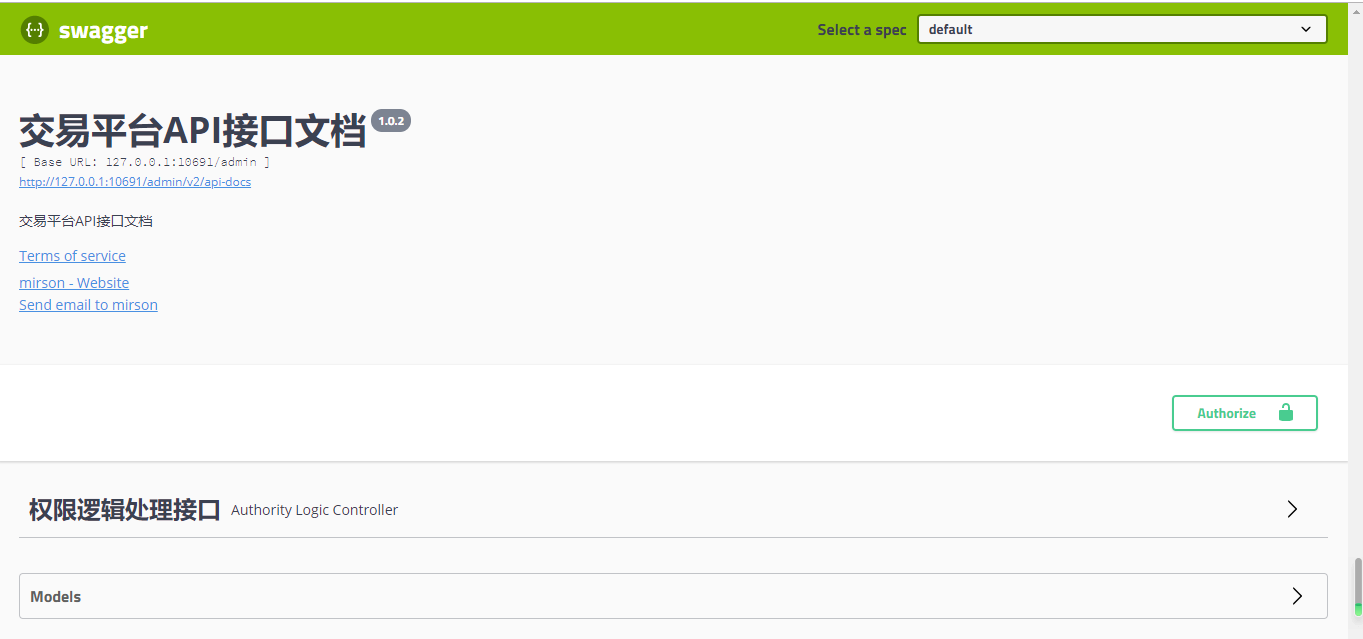 {··} swagger
Select a spec default
交易平台API接口文档 1.0.2
[ Base URL: 127.0.0.1:10691/admin ]
http://127.0.0.1:10691/admin/v2/api-docs
交易平台API接口文档
Terms of service
mirson - Website
Send email to mirson
Authorize
权限逻辑处理接口 Authority Logic Controller
Models